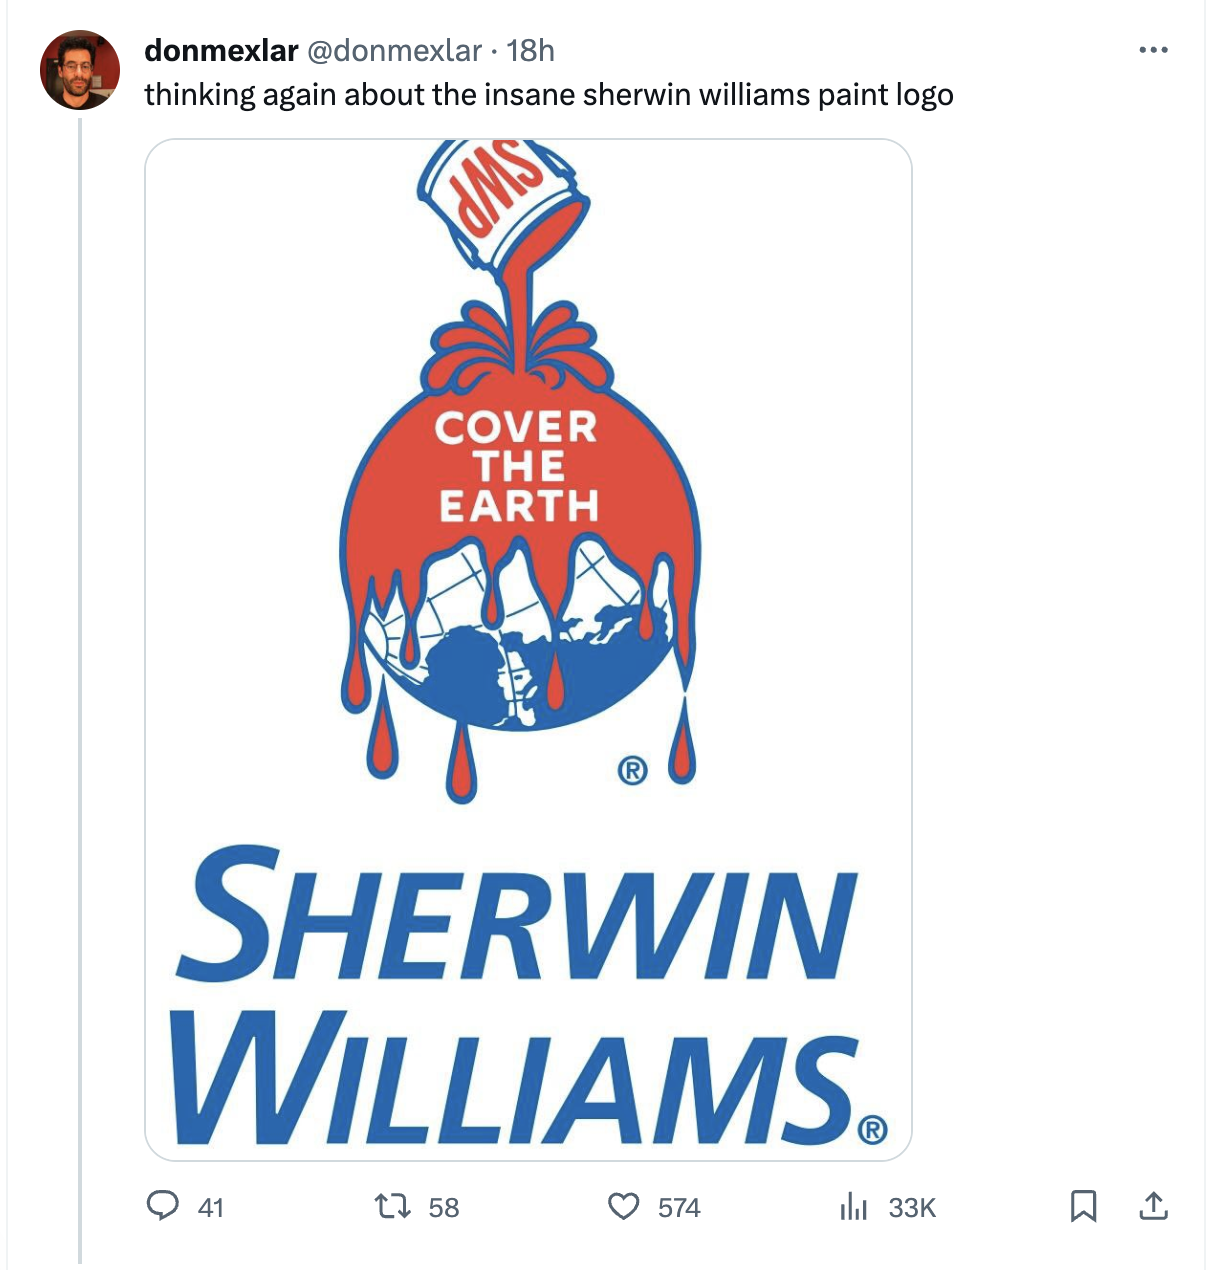 donmexlar @donmexlar · 18h
thinking again about the insane sherwin williams paint logo
SWP
COVER
THE
EARTH
®
SHERWIN
WILLIAMS®
41 58 574 33K